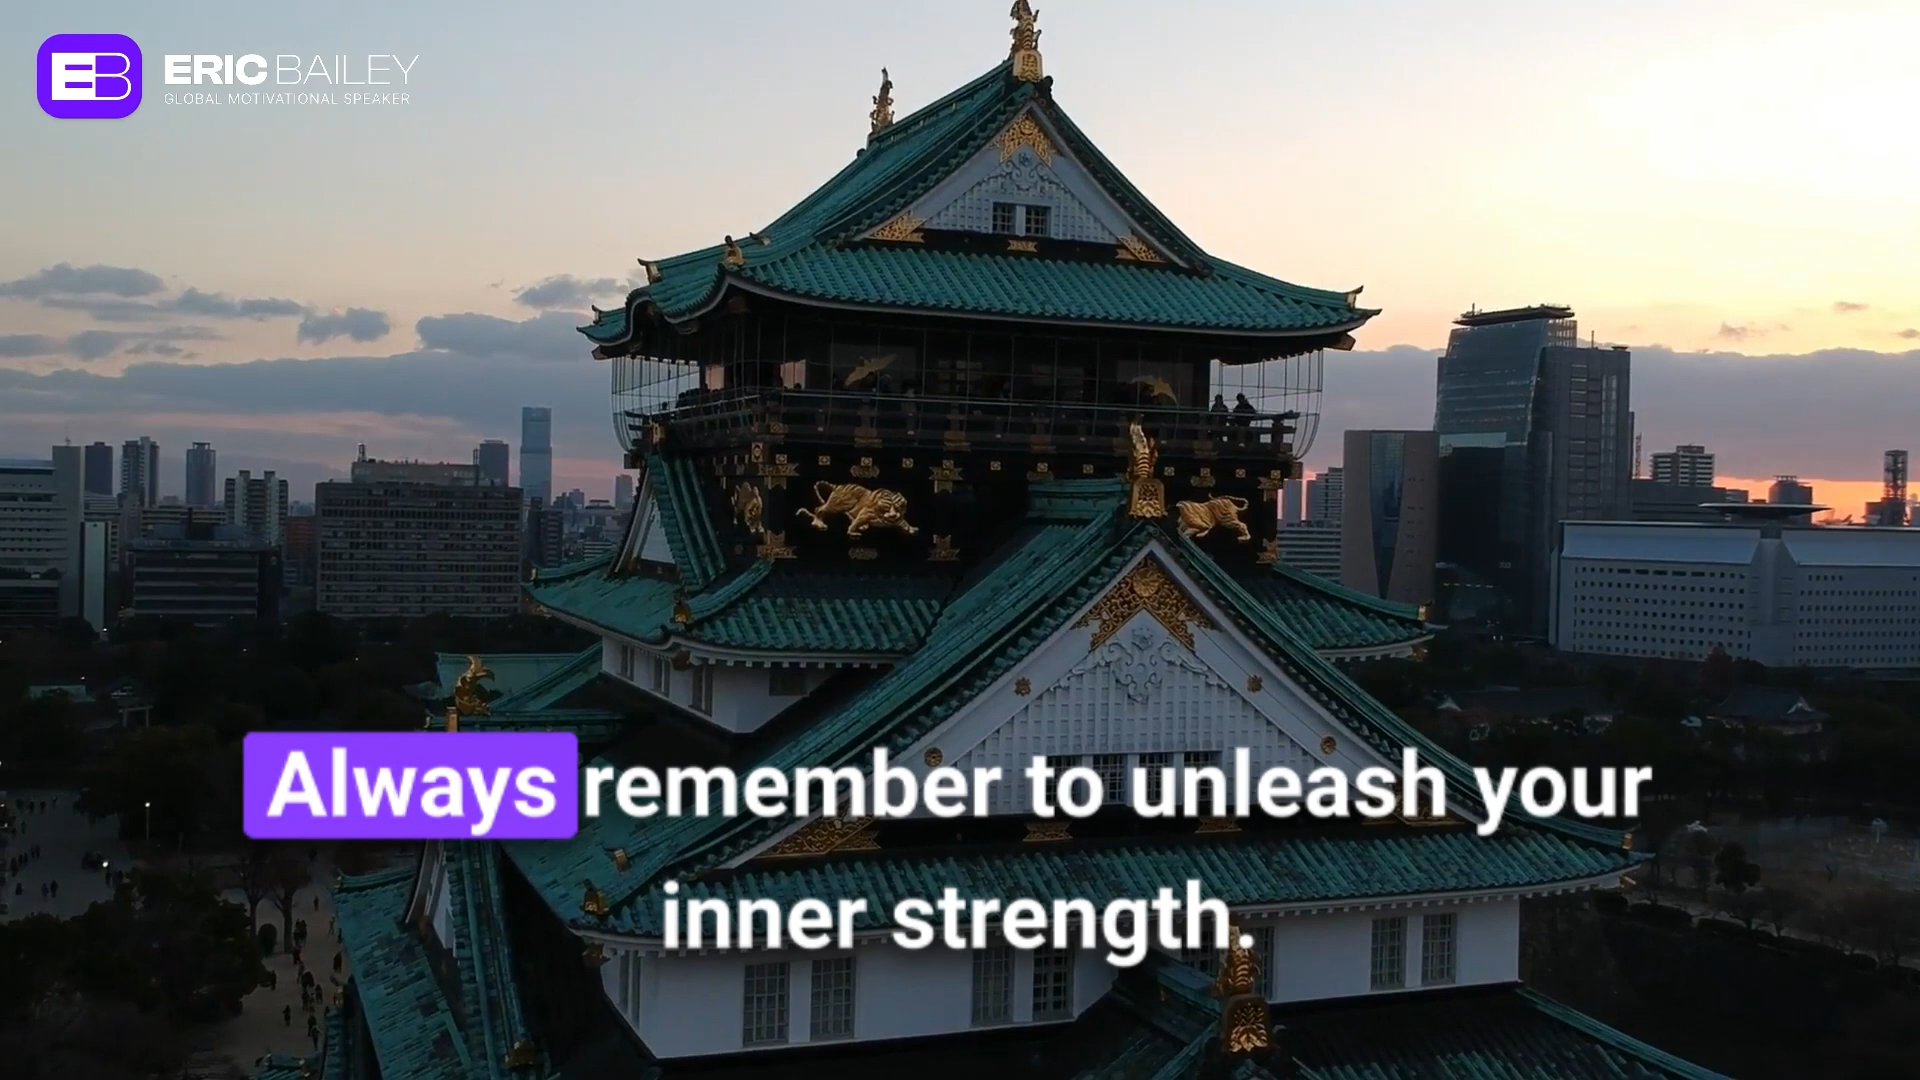 EB
ERIC BAILEY
GLOBAL MOTIVATIONAL SPEAKER
Always remember to unleash your
inner strength.